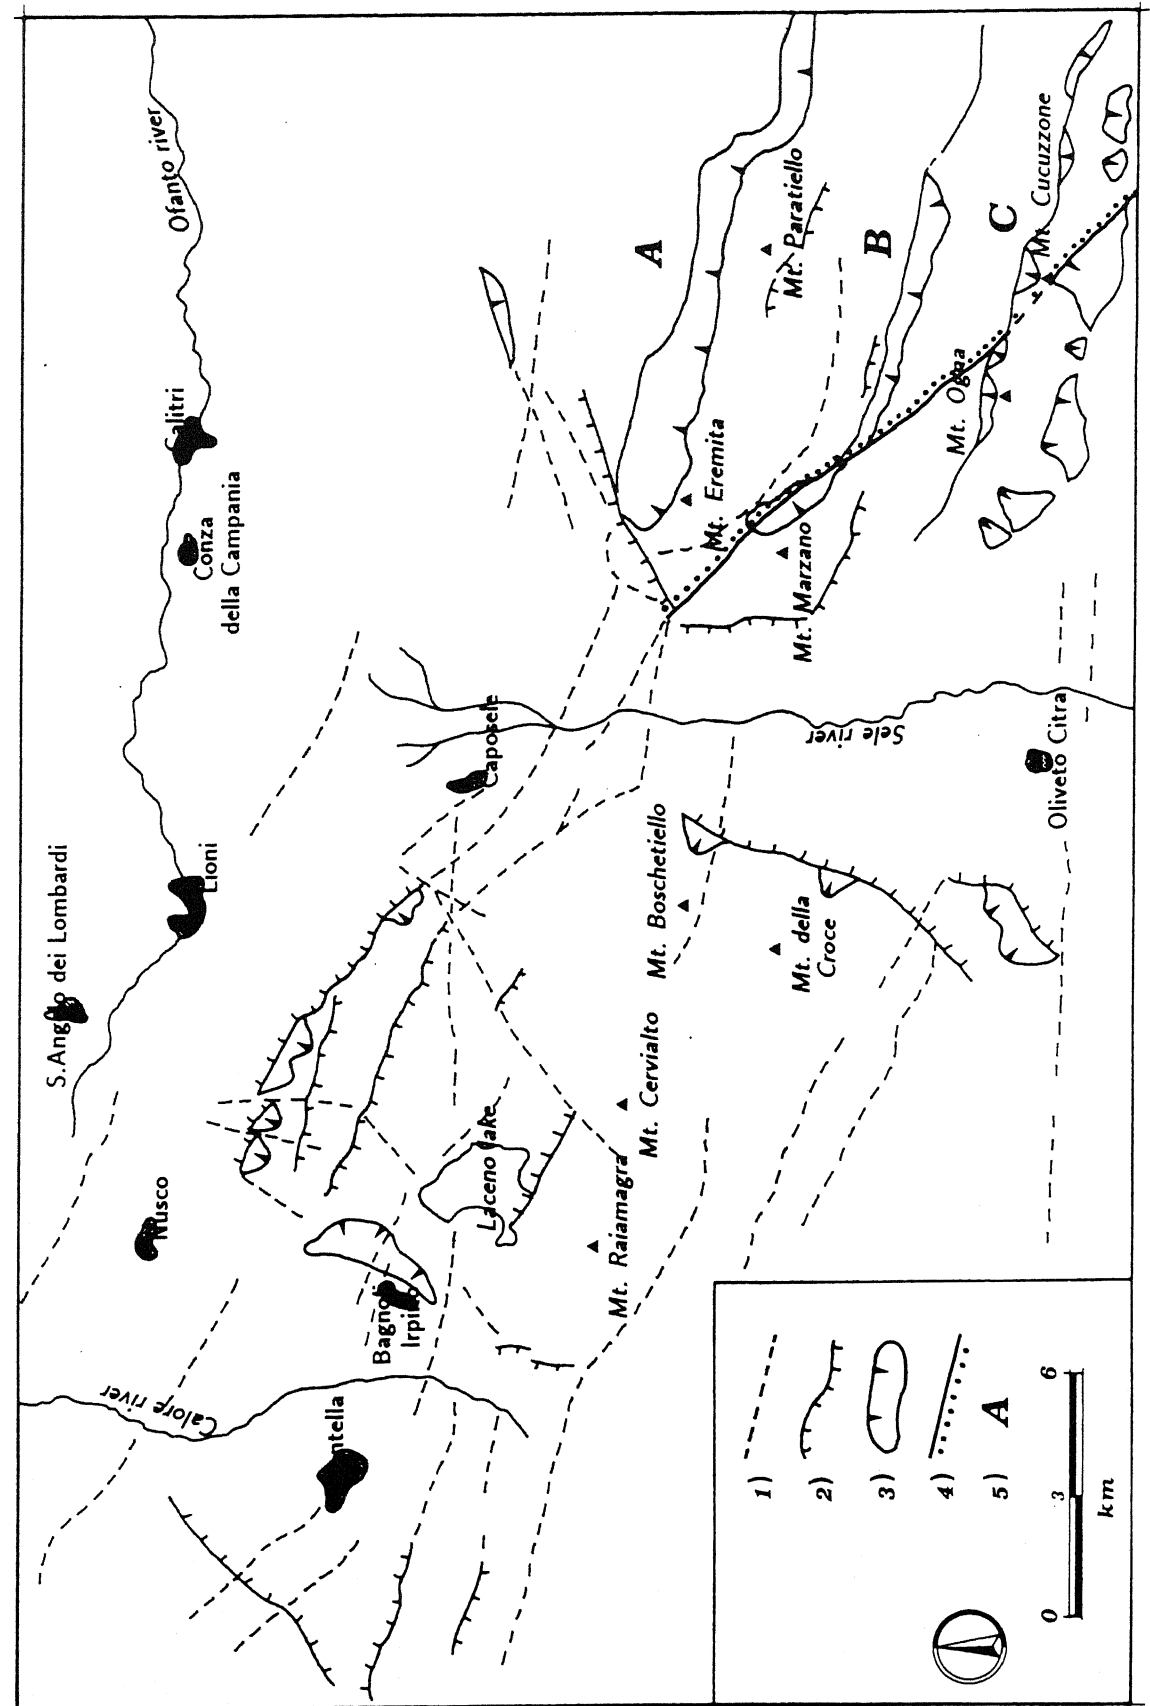 S.Angelo dei Lombardi
Nusco
Lioni
Conza
della Campania
Calitri
Ofanto river
Calore river
Montella
Bagnoli
Irpino
Laceno lake
Caposele
Mt. Raiamagra
Mt. Cervialto
Mt. Boschetiello
Mt. della
Croce
Sele river
Oliveto Citra
Mt. Marzano
Mt. Eremita
Mt. Paratiello
Mt. Ogna
Mt. Cucuzzone
A
B
C
1)
2)
3)
4)
5) A
0 3 6
km